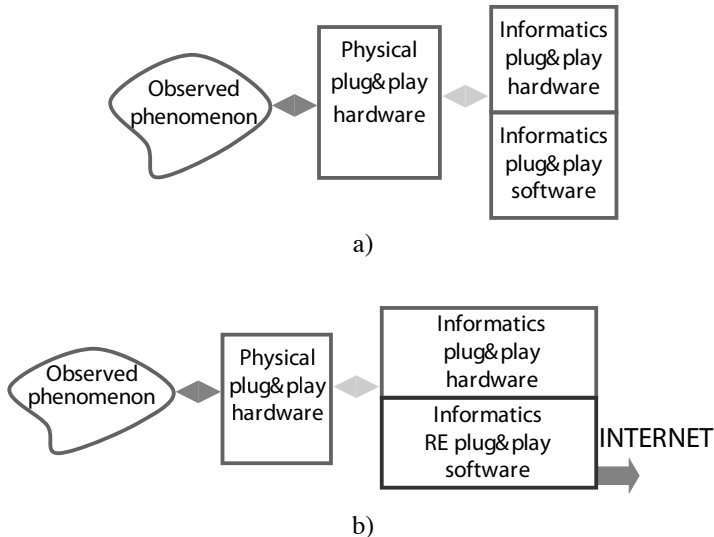 Observed
phenomenon
Physical
plug&play
hardware
Informatics
plug&play
hardware
Informatics
plug&play
software
a)
Observed
phenomenon
Physical
plug&play
hardware
Informatics
plug&play
hardware
Informatics
RE plug&play
software
INTERNET
b)